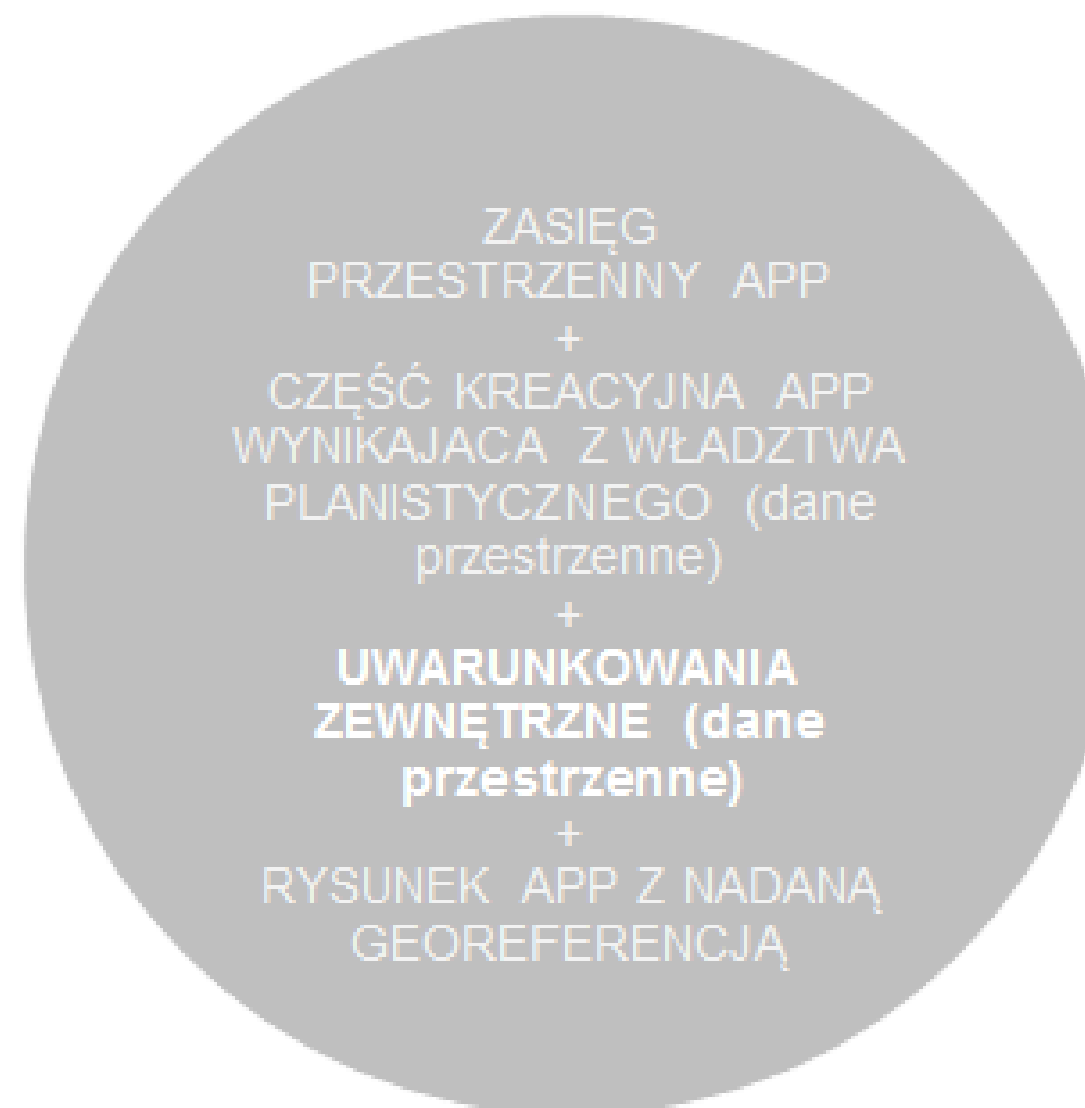 ZASIĘG
PRZESTRZENNY APP
+
CZĘŚĆ KREACYJNA APP
WYNIKAJACA Z WŁADZTWA
PLANISTYCZNEGO (dane
przestrzenne)
+
UWARUNKOWANIA
ZEWNĘTRZNE (dane
przestrzenne)
+
RYSUNEK APP Z NADANĄ
GEOREFERENCJĄ